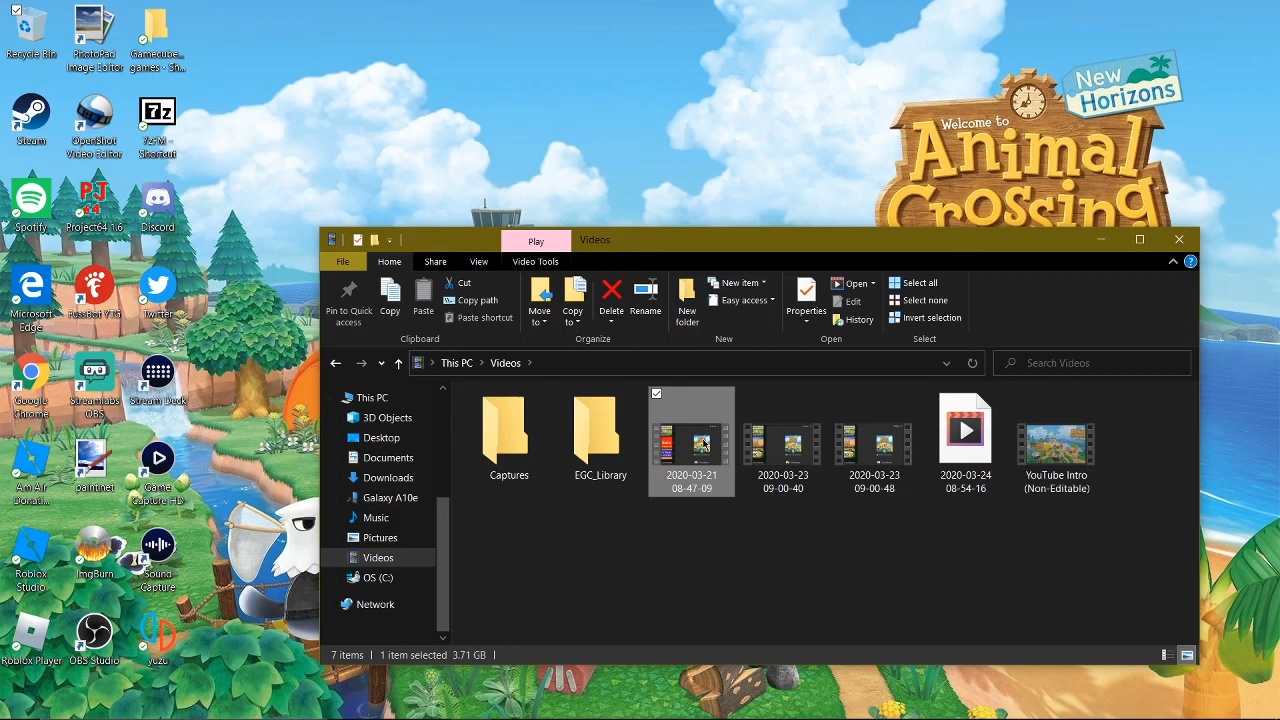 Recycle Bin
PhotoPad
Image Editor
Gamecube
games - Sh...
Steam
OpenShot
Video Editor
7z
7zFM -
Shortcut
Spotify
PJ
64
Project64 1.6
Discord
Microsoft
Edge
Twitter
Google
Chrome
Streamlabs
OBS
Stream Deck
Am Air
Donati...
paint.net
Game
Capture HD
Roblox
Studio
ImgBurn
Sound
Capture
Roblox Player
OBS Studio
yuzu
New
Horizons
Welcome to
Animal
Crossing
Play
Videos
File
Home
Share
View
Video Tools
Pin to Quick
access
Copy
Paste
Cut
Copy path
Paste shortcut
Clipboard
Move
to
Copy
to
Delete
Rename
Organize
New
folder
New item
Easy access
New
Properties
Open
Edit
History
Open
Select all
Select none
Invert selection
Select
This PC
Videos
Search Videos
This PC
3D Objects
Desktop
Documents
Downloads
Galaxy A10e
Music
Pictures
Videos
OS (C:)
Network
Captures
EGC_Library
2020-03-21
08-47-09
2020-03-23
09-00-40
2020-03-23
09-00-48
2020-03-24
08-54-16
YouTube Intro
(Non-Editable)
7 items
1 item selected 3.71 GB